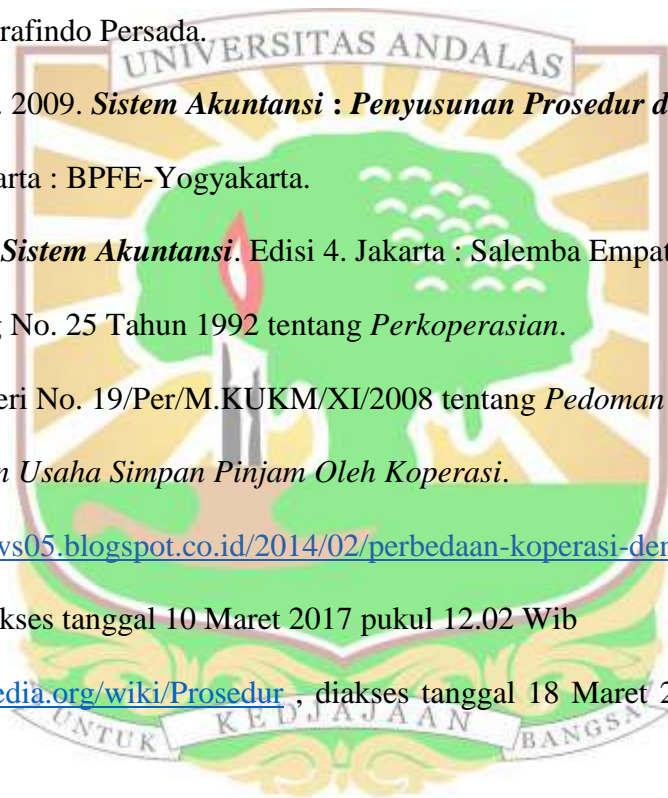 rafindo Persada.
UNIVERSITAS ANDALAS
. 2009. Sistem Akuntansi : Penyusunan Prosedur d
arta : BPFE-Yogyakarta.
Sistem Akuntansi. Edisi 4. Jakarta : Salemba Empat
No. 25 Tahun 1992 tentang Perkoperasian.
eri No. 19/Per/M.KUKM/XI/2008 tentang Pedoman
n Usaha Simpan Pinjam Oleh Koperasi.
ws05.blogspot.co.id/2014/02/perbedaan-koperasi-den
kses tanggal 10 Maret 2017 pukul 12.02 Wib
edia.org/wiki/Prosedur , diakses tanggal 18 Maret 2
UNTUK KEDJAJAAN BANGSA